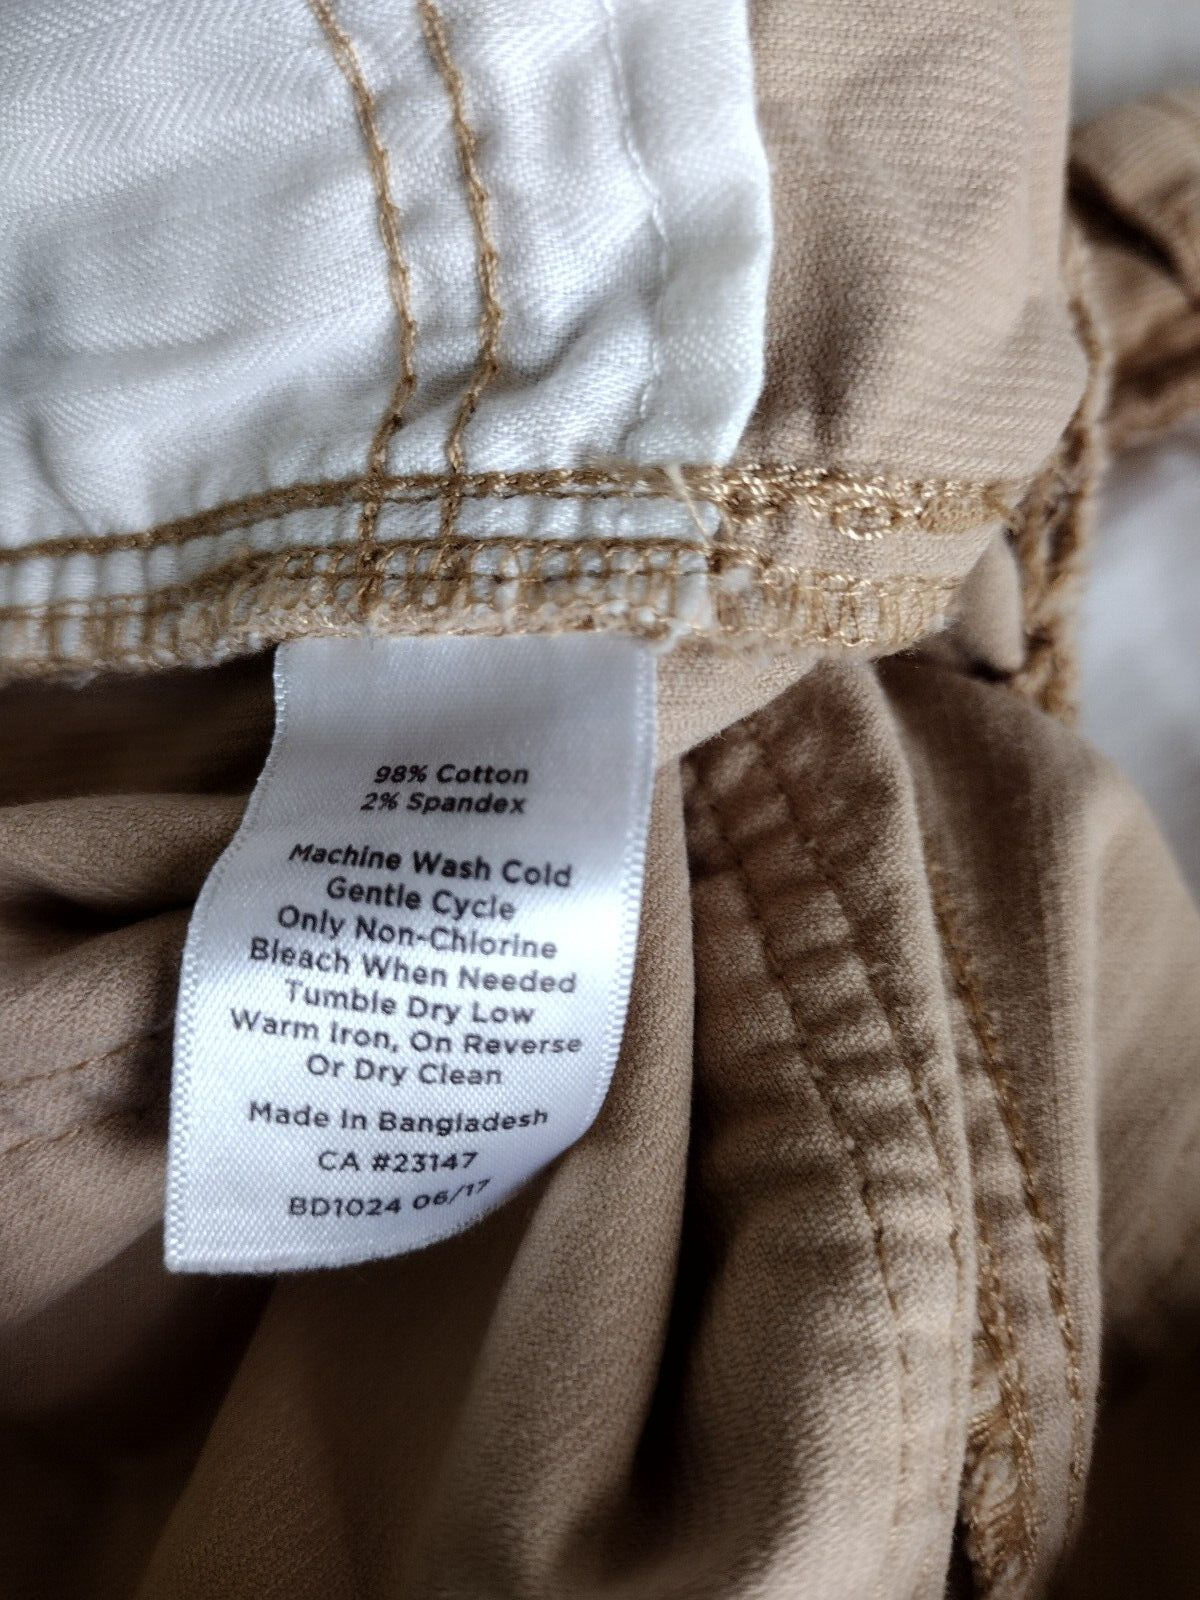 98% Cotton
2% Spandex
Machine Wash Cold
Gentle Cycle
Only Non-Chlorine
Bleach When Needed
Tumble Dry Low
Warm Iron, On Reverse
Or Dry Clean
Made In Bangladesh
CA #23147
BD1024 06/17